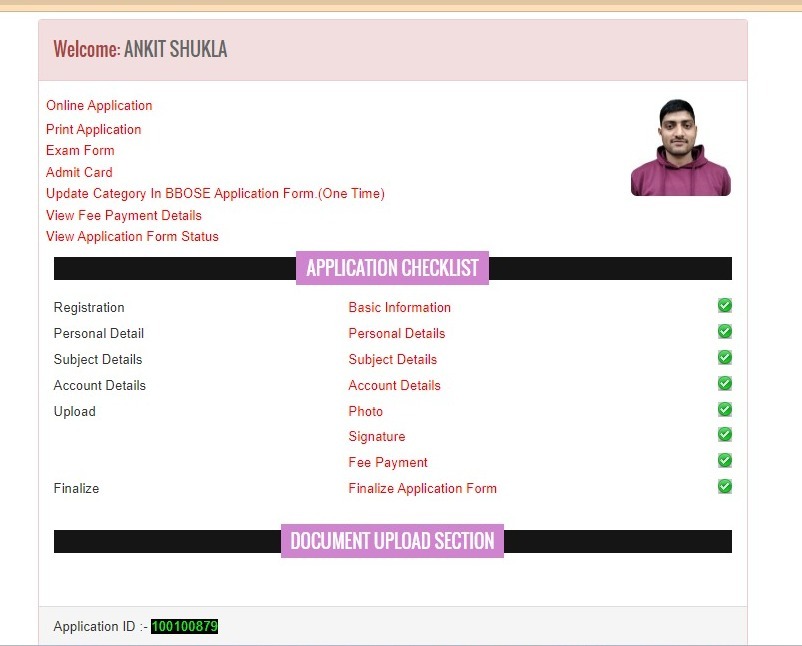 Welcome: ANKIT SHUKLA
Online Application
Print Application
Exam Form
Admit Card
Update Category In BBOSE Application Form.(One Time)
View Fee Payment Details
View Application Form Status
APPLICATION CHECKLIST
Registration Basic Information
Personal Detail Personal Details
Subject Details Subject Details
Account Details Account Details
Upload Photo
Signature
Fee Payment
Finalize Finalize Application Form
DOCUMENT UPLOAD SECTION
Application ID :- 100100879